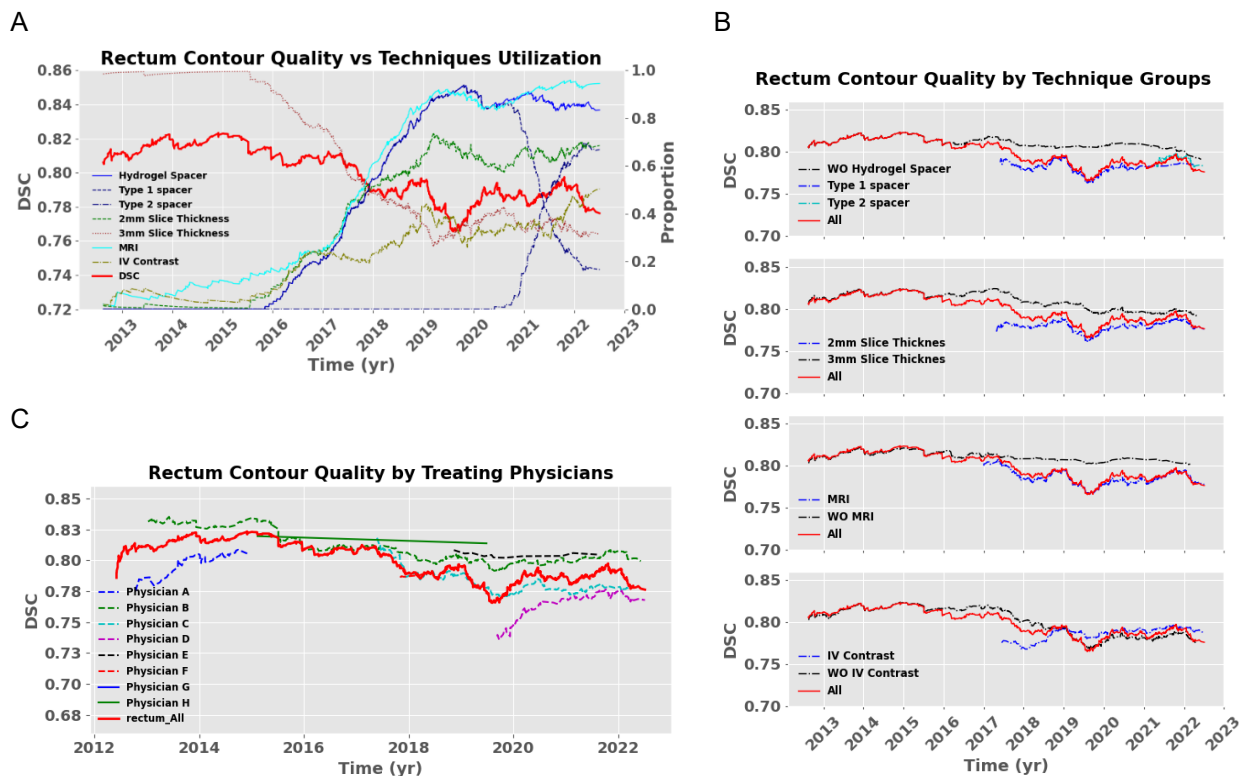 A
Rectum Contour Quality vs Techniques Utilization
0.86
0.84
0.82
0.80
0.78
0.76
0.74
0.72
DSC
1.0
0.8
0.6
0.4
0.2
0.0
Proportion
Hydrogel Spacer
Type 1 spacer
Type 2 spacer
2mm Slice Thickness
3mm Slice Thickness
MRI
IV Contrast
DSC
2013
2014
2015
2016
2017
2018
2019
2020
2021
2022
2023
Time (yr)
B
Rectum Contour Quality by Technique Groups
0.85
0.80
0.75
0.70
DSC
WO Hydrogel Spacer
Type 1 spacer
Type 2 spacer
All
0.85
0.80
0.75
0.70
DSC
2mm Slice Thicknes
3mm Slice Thicknes
All
0.85
0.80
0.75
0.70
DSC
MRI
WO MRI
All
0.85
0.80
0.75
0.70
DSC
IV Contrast
WO IV Contrast
All
2013
2014
2015
2016
2017
2018
2019
2020
2021
2022
2023
Time (yr)
C
Rectum Contour Quality by Treating Physicians
0.85
0.83
0.80
0.78
0.75
0.73
0.70
0.68
DSC
Physician A
Physician B
Physician C
Physician D
Physician E
Physician F
Physician G
Physician H
rectum_All
2012
2014
2016
2018
2020
2022
Time (yr)